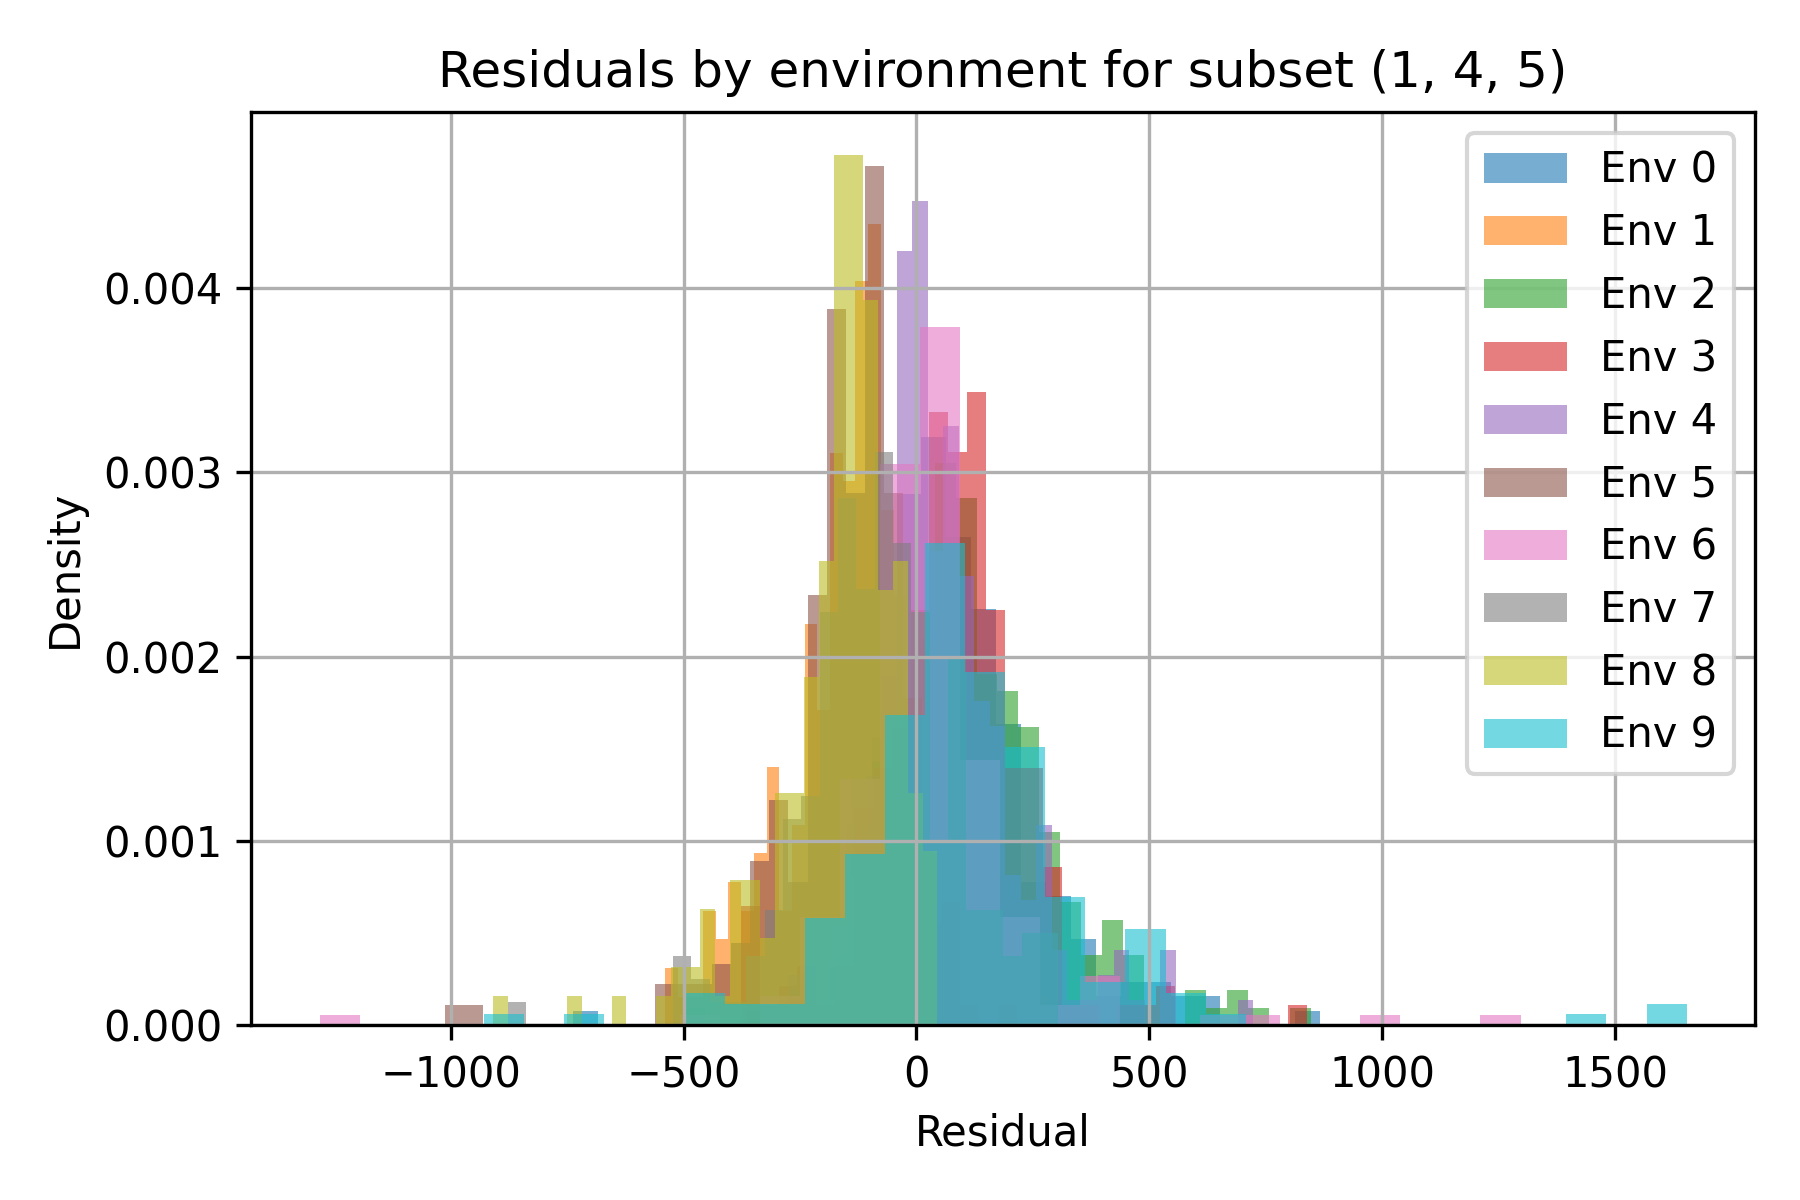 Residuals by environment for subset (1, 4, 5)
Env 0
Env 1
Env 2
Env 3
Env 4
Env 5
Env 6
Env 7
Env 8
Env 9
Density
0.004
0.003
0.002
0.001
0.000
−1000
−500
0
500
1000
1500
Residual